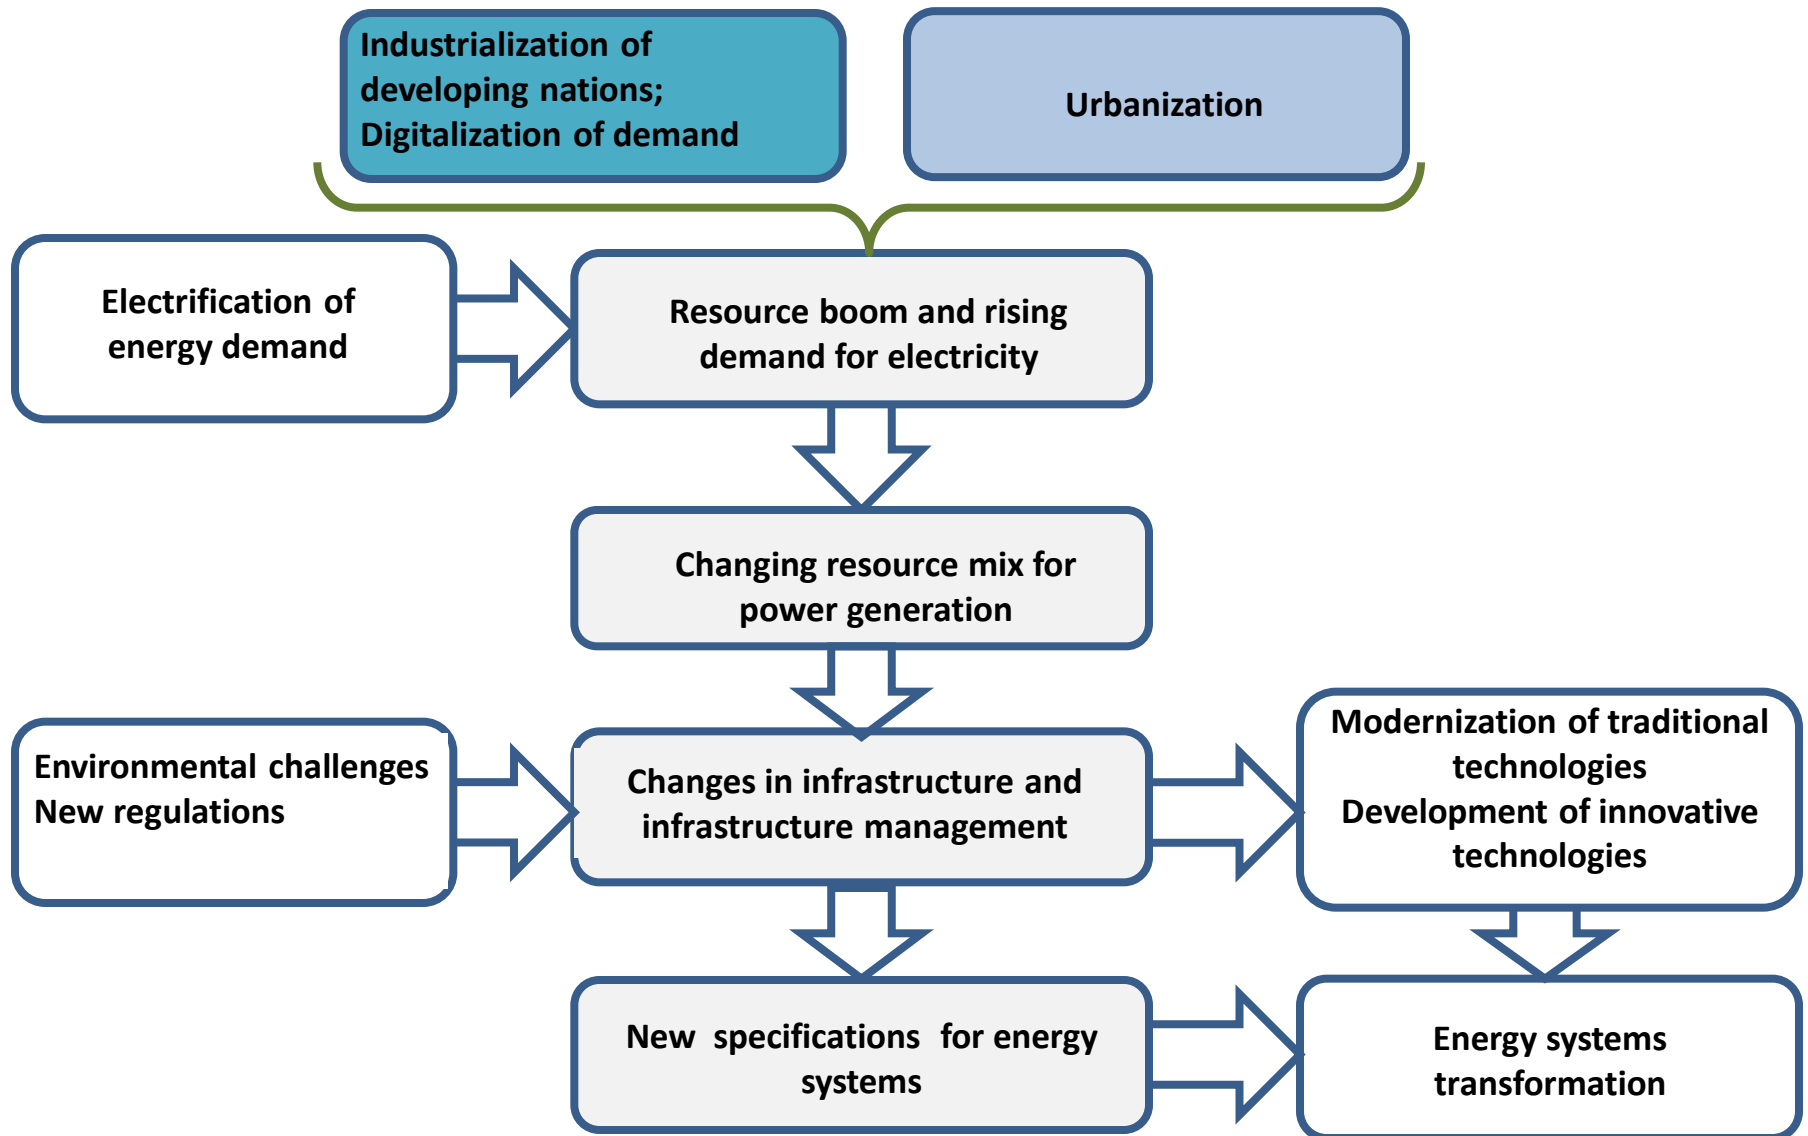 Industrialization of
developing nations;
Digitalization of demand
Urbanization
Electrification of
energy demand
Resource boom and rising
demand for electricity
Changing resource mix for
power generation
Environmental challenges
New regulations
Changes in infrastructure and
infrastructure management
Modernization of traditional
technologies
Development of innovative
technologies
New specifications for energy
systems
Energy systems
transformation